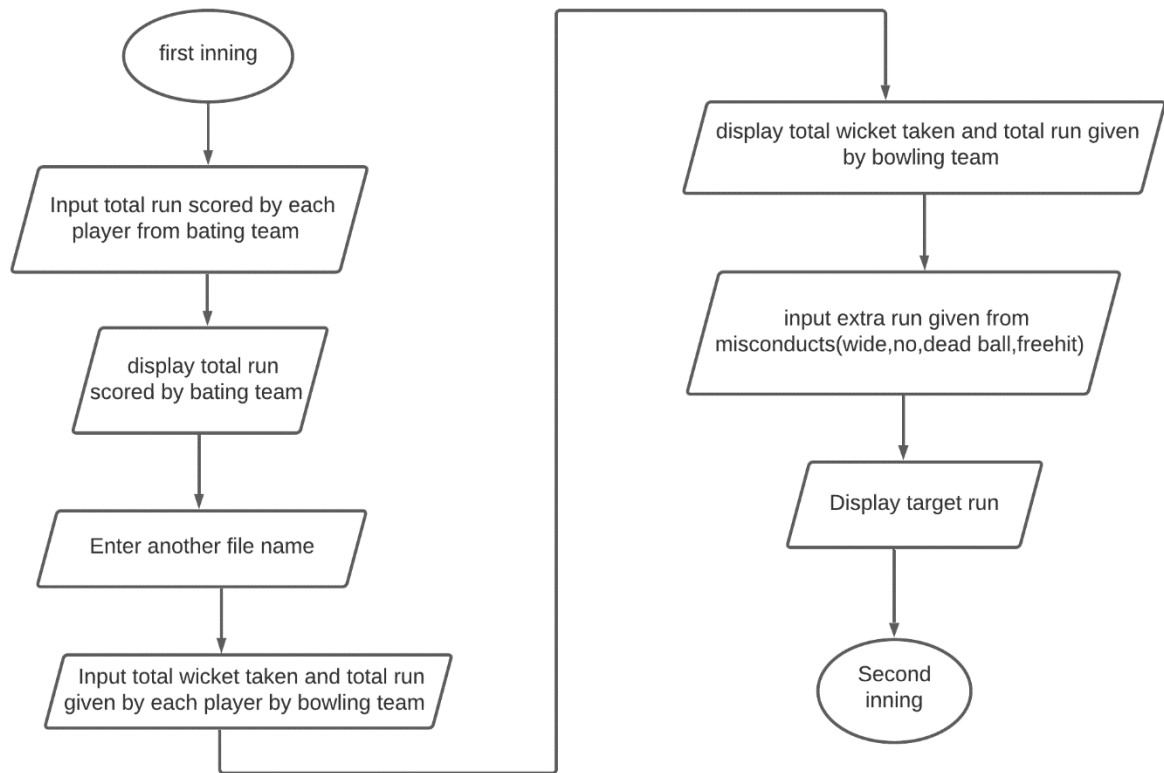 first inning
Input total run scored by each
player from bating team
display total run
scored by bating team
Enter another file name
Input total wicket taken and total run
given by each player by bowling team
display total wicket taken and total run given
by bowling team
input extra run given from
misconducts(wide,no,dead ball,freehit)
Display target run
Second
inning